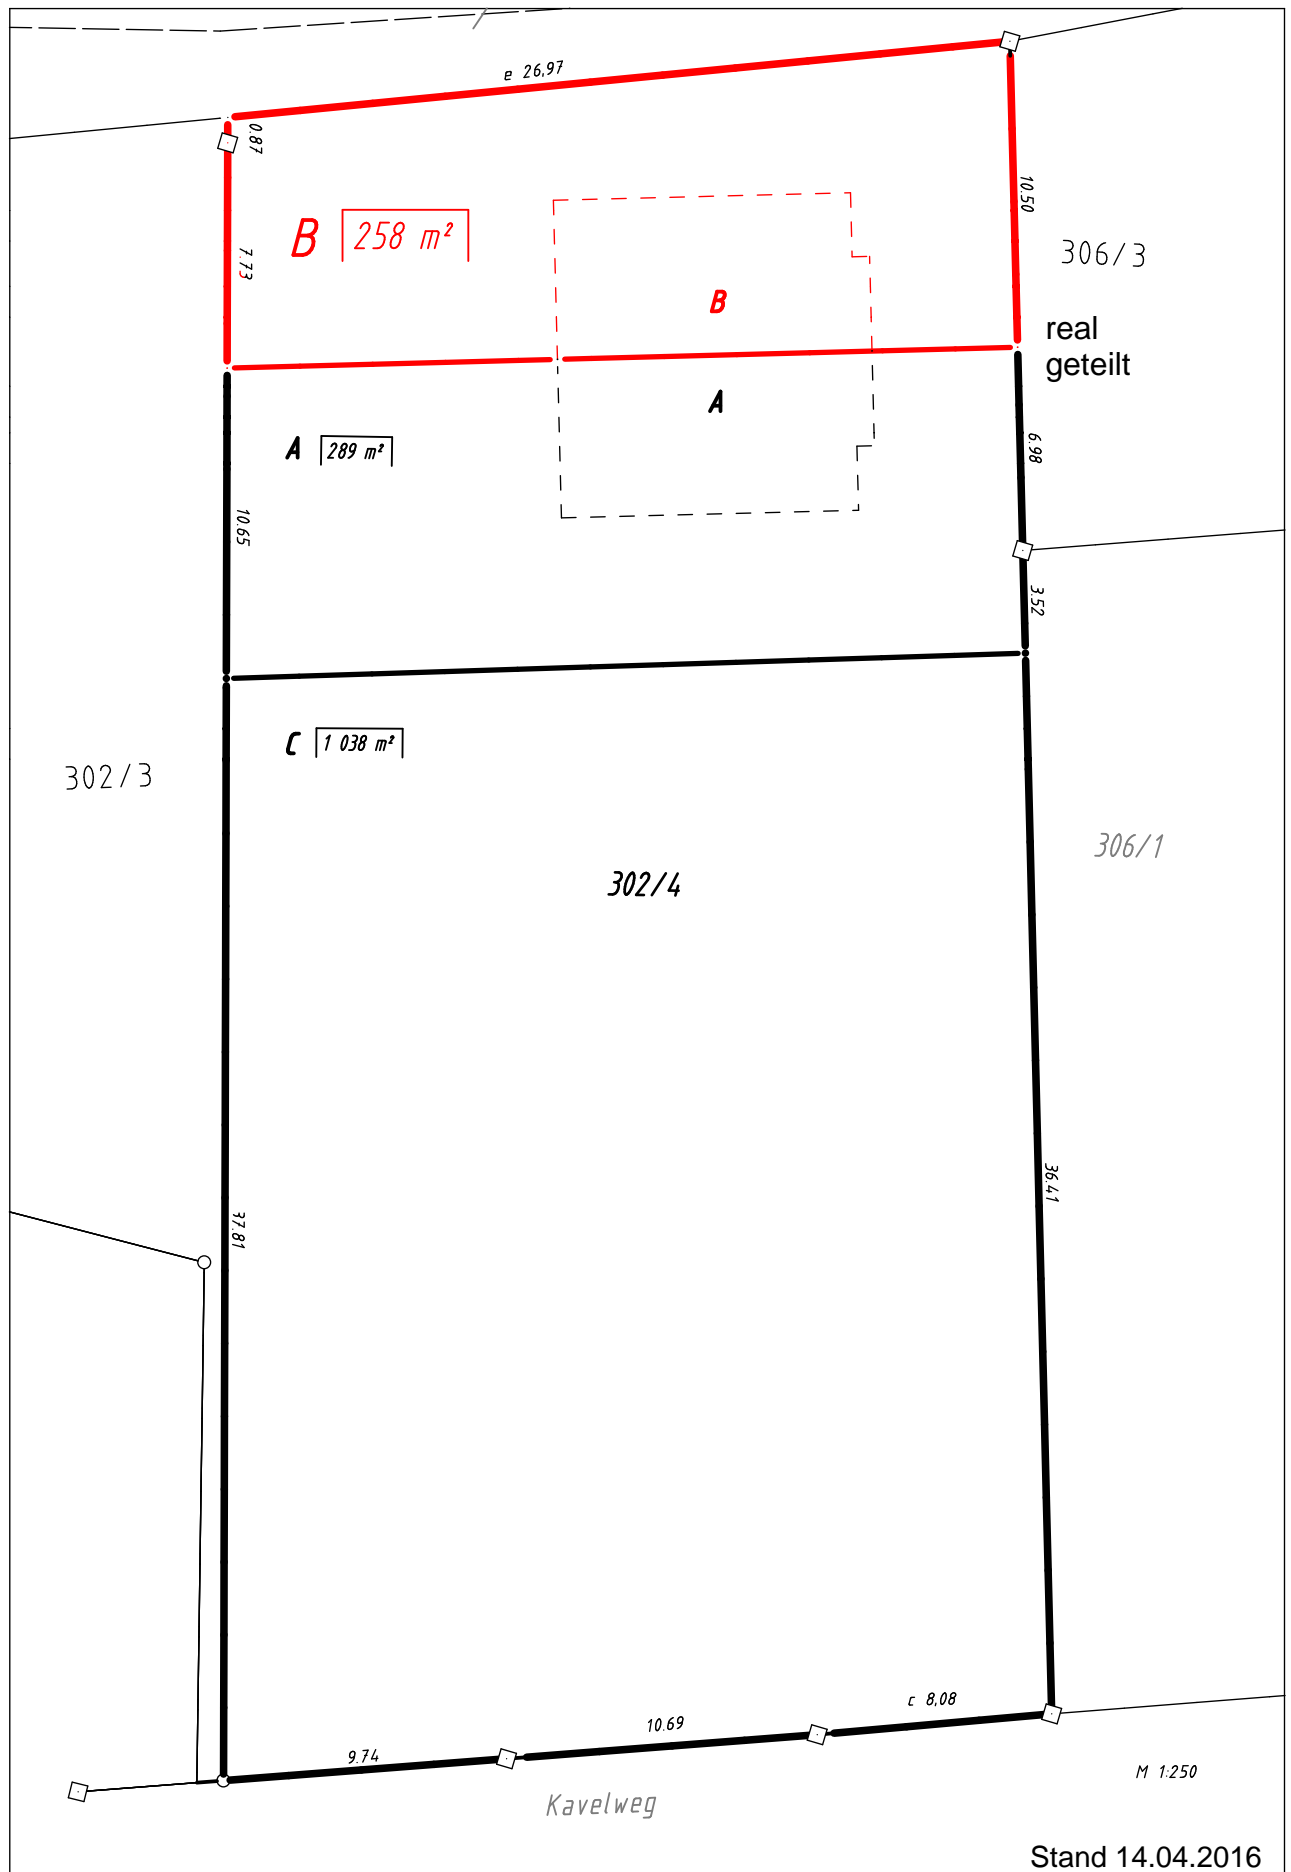 e 26,97
0.87
10.50
B 258 m²
7.73
306/3
B
real
geteilt
A
A 289 m²
6.98
10.65
3.52
C 1 038 m²
302/3
306/1
302/4
36.41
37.81
c 8,08
10.69
9.74
M 1:250
Kavelweg
Stand 14.04.2016